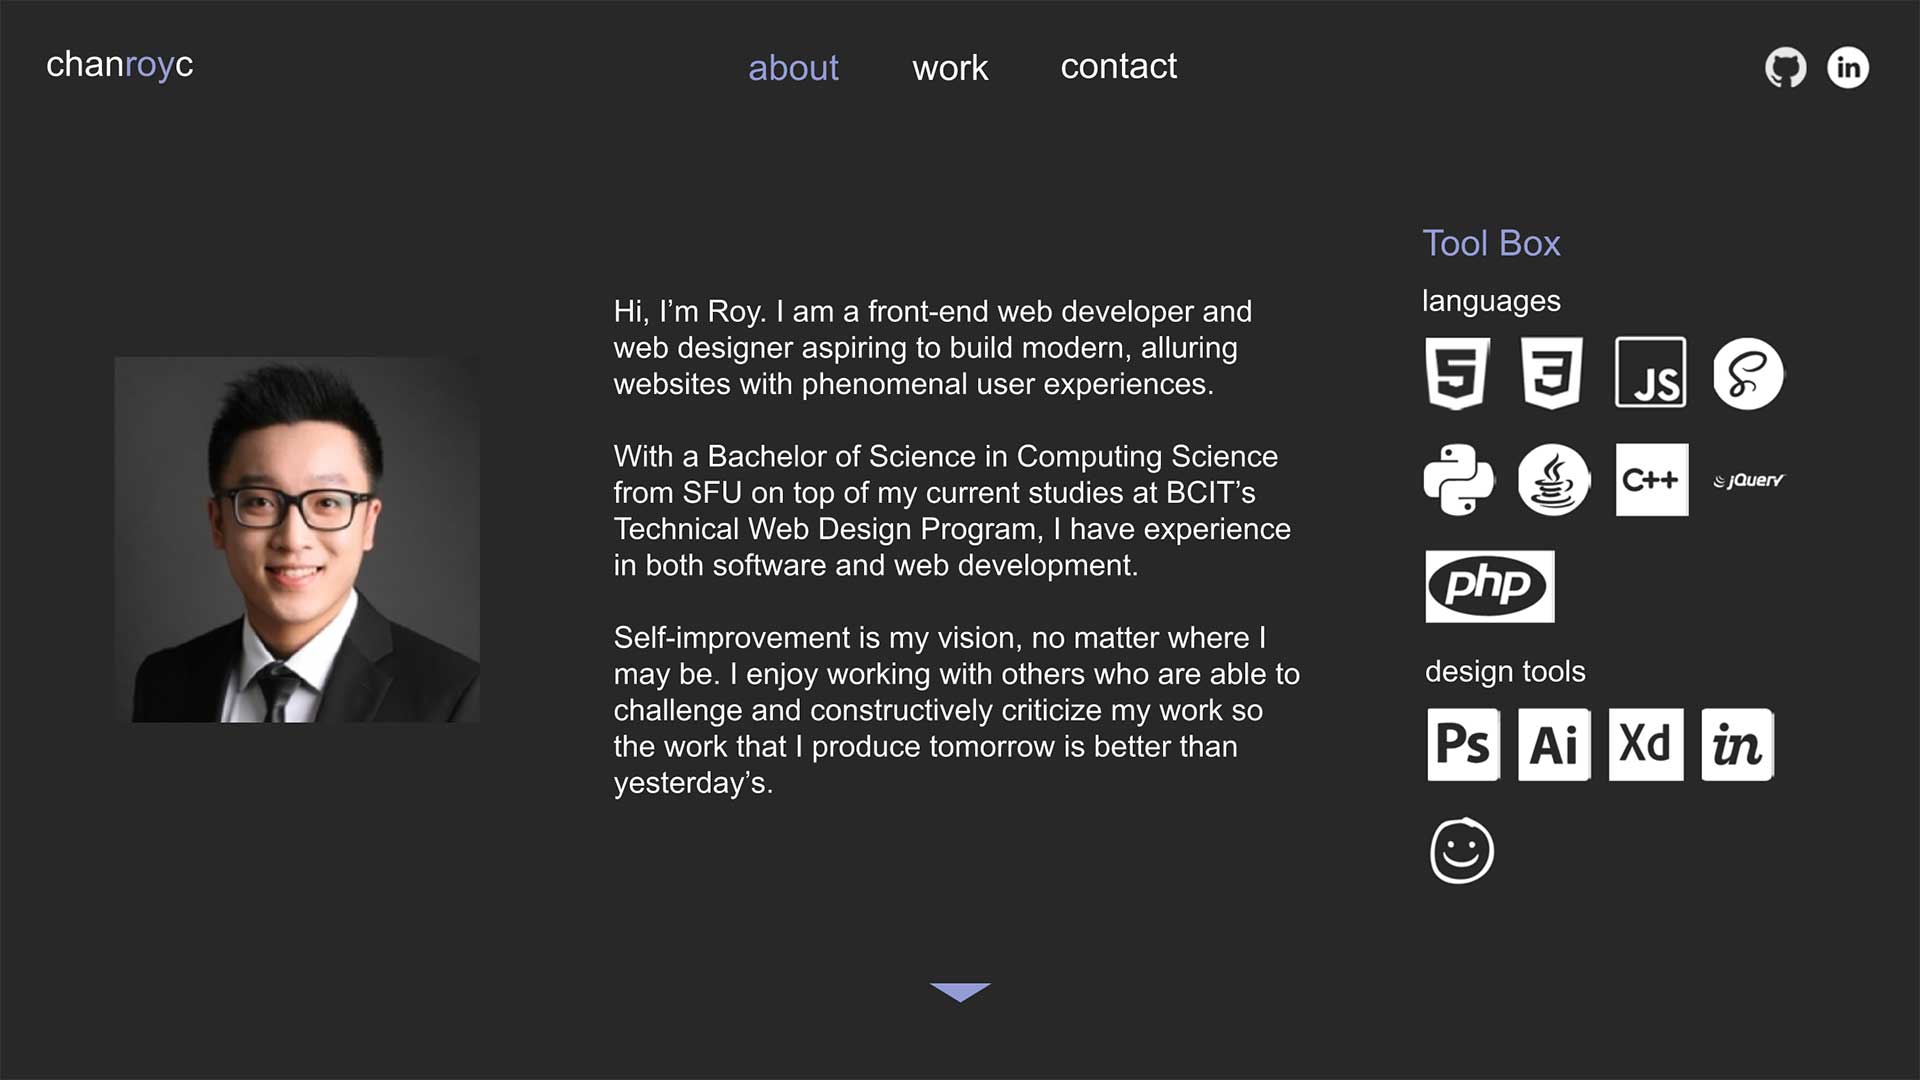 chanroyc
about work contact
in
Tool Box
languages
Hi, I’m Roy. I am a front-end web developer and
web designer aspiring to build modern, alluring
websites with phenomenal user experiences.
With a Bachelor of Science in Computing Science
from SFU on top of my current studies at BCIT’s
Technical Web Design Program, I have experience
in both software and web development.
Self-improvement is my vision, no matter where I
may be. I enjoy working with others who are able to
challenge and constructively criticize my work so
the work that I produce tomorrow is better than
yesterday’s.
5 3 JS S
C++ jQuery
php
design tools
Ps Ai Xd in